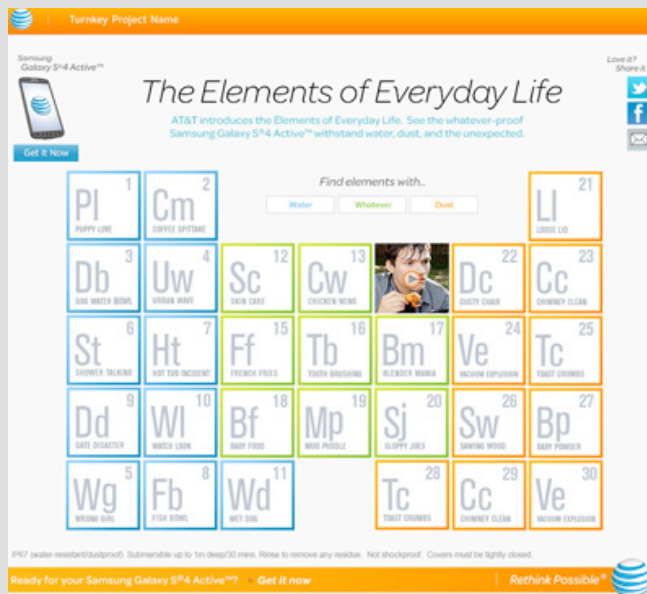 Turnkey Project Name
Samsung
Galaxy S®4 Active™
Get It Now
Love it?
Share it
The Elements of Everyday Life
AT&T introduces the Elements of Everyday Life. See the whatever-proof
Samsung Galaxy S®4 Active™ withstand water, dust, and the unexpected.
Find elements with..
Water Whatever Dust
Pl 1 PUPPY LOVE
Cm 2 COFFEE SPITTAKE
Ll 21 LOOSE LID
Db 3 DOG WATER BOWL
Uw 4 URBAN WAVE
Sc 12 SKIN CARE
Cw 13 CHICKEN WING
Dc 22 DUSTY CHAIR
Cc 23 CHIMNEY CLEAN
St 6 SHOWER TALKING
Ht 7 HOT TUB INCIDENT
Ff 15 FRENCH FRIES
Tb 16 TOOTH BRUSHING
Bm 17 BLENDER MANIA
Ve 24 VACUUM EXPLOSION
Tc 25 TOAST CRUMBS
Dd 9 DATE DISASTER
Wl 10 WATCH LOOK
Bf 18 BABY FOOD
Mp 19 MUD PUDDLE
Sj 20 SLOPPY JOES
Sw 26 SAWING WOOD
Bp 27 BABY POWDER
Wg 5 WRONG GIRL
Fb 8 FISH BOWL
Wd 11 WET DOG
Tc 28 TOAST CRUMBS
Cc 29 CHIMNEY CLEAN
Ve 30 VACUUM EXPLOSION
IP67 (water-resistant/dustproof). Submersible up to 1m deep/30 mins. Rinse to remove any residue. Not shockproof. Covers must be tightly closed.
Ready for your Samsung Galaxy S®4 Active™? Get it now
Rethink Possible®